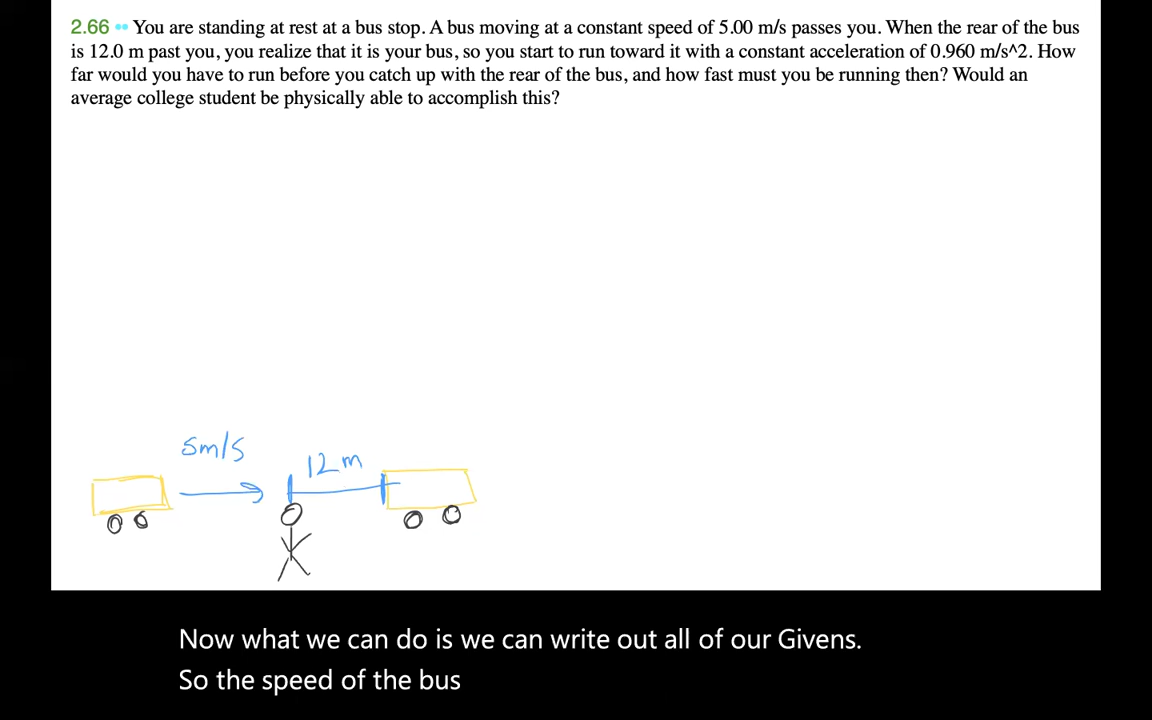 2.66 •• You are standing at rest at a bus stop. A bus moving at a constant speed of 5.00 m/s passes you. When the rear of the bus
is 12.0 m past you, you realize that it is your bus, so you start to run toward it with a constant acceleration of 0.960 m/s^2. How
far would you have to run before you catch up with the rear of the bus, and how fast must you be running then? Would an
average college student be physically able to accomplish this?
5m/s
12m
Now what we can do is we can write out all of our Givens.
So the speed of the bus